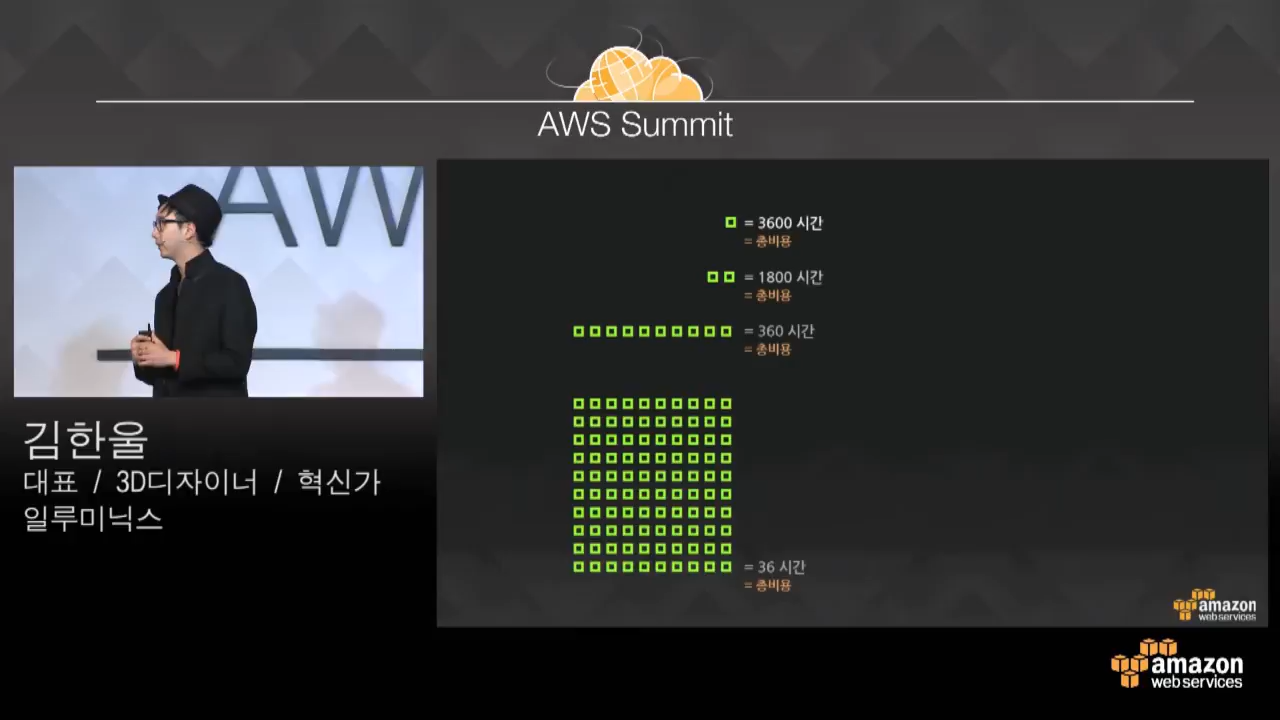 AWS Summit
AW
= 3600 시간
= 총비용
= 1800 시간
= 총비용
= 360 시간
= 총비용
= 36 시간
= 총비용
amazon
web services
김한울
대표 / 3D디자이너 / 혁신가
일루미닉스
amazon
web services